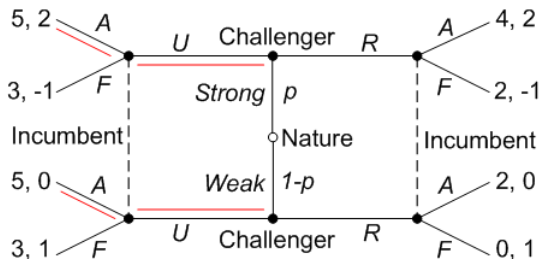 5, 2 A U Challenger R A 4, 2
3, -1 F Strong p F 2, -1
Incumbent Nature Incumbent
5, 0 A Weak 1-p A 2, 0
3, 1 F U Challenger R F 0, 1